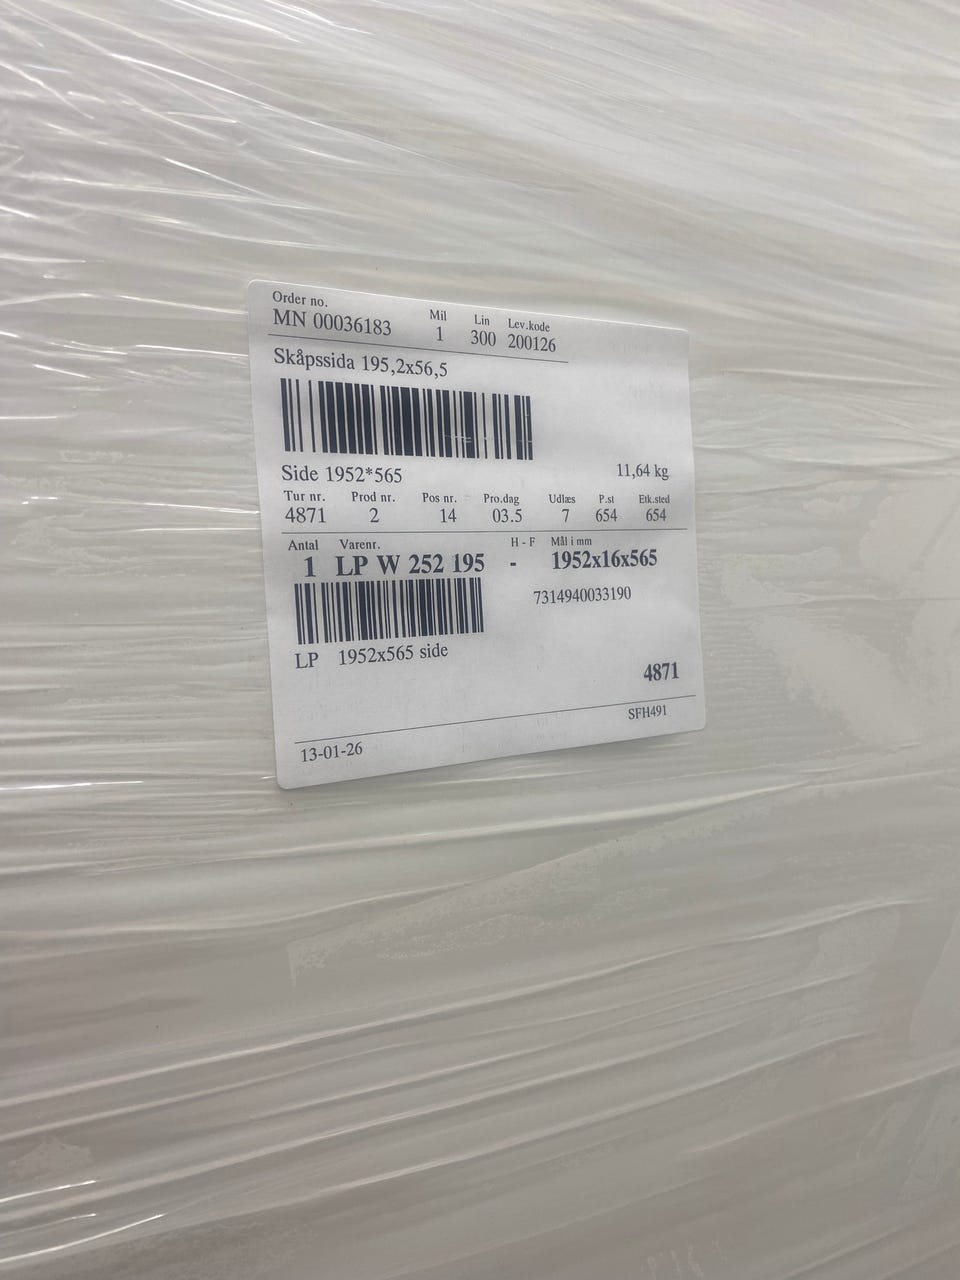 Order no. Mil Lin Lev.kode
MN 00036183 1 300 200126
Skåpssida 195,2x56,5
Side 1952*565 11,64 kg
Tur nr. Prod nr. Pos nr. Pro.dag Udlæs P.st Etk.sted
4871 2 14 03.5 7 654 654
Antal Varenr. H - F Mål i mm
1 LP W 252 195 - 1952x16x565
7314940033190
LP 1952x565 side
4871
SFH491
13-01-26